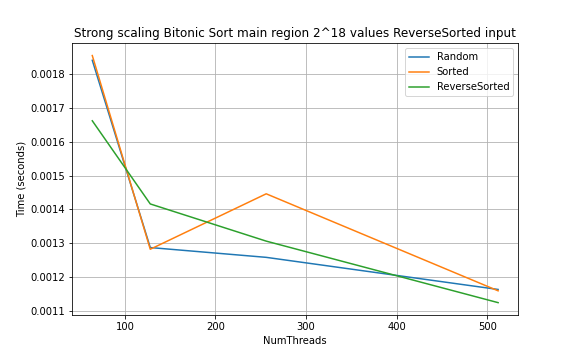 Strong scaling Bitonic Sort main region 2^18 values ReverseSorted input
Random
Sorted
ReverseSorted
Time (seconds)
0.0018
0.0017
0.0016
0.0015
0.0014
0.0013
0.0012
0.0011
100
200
300
400
500
NumThreads